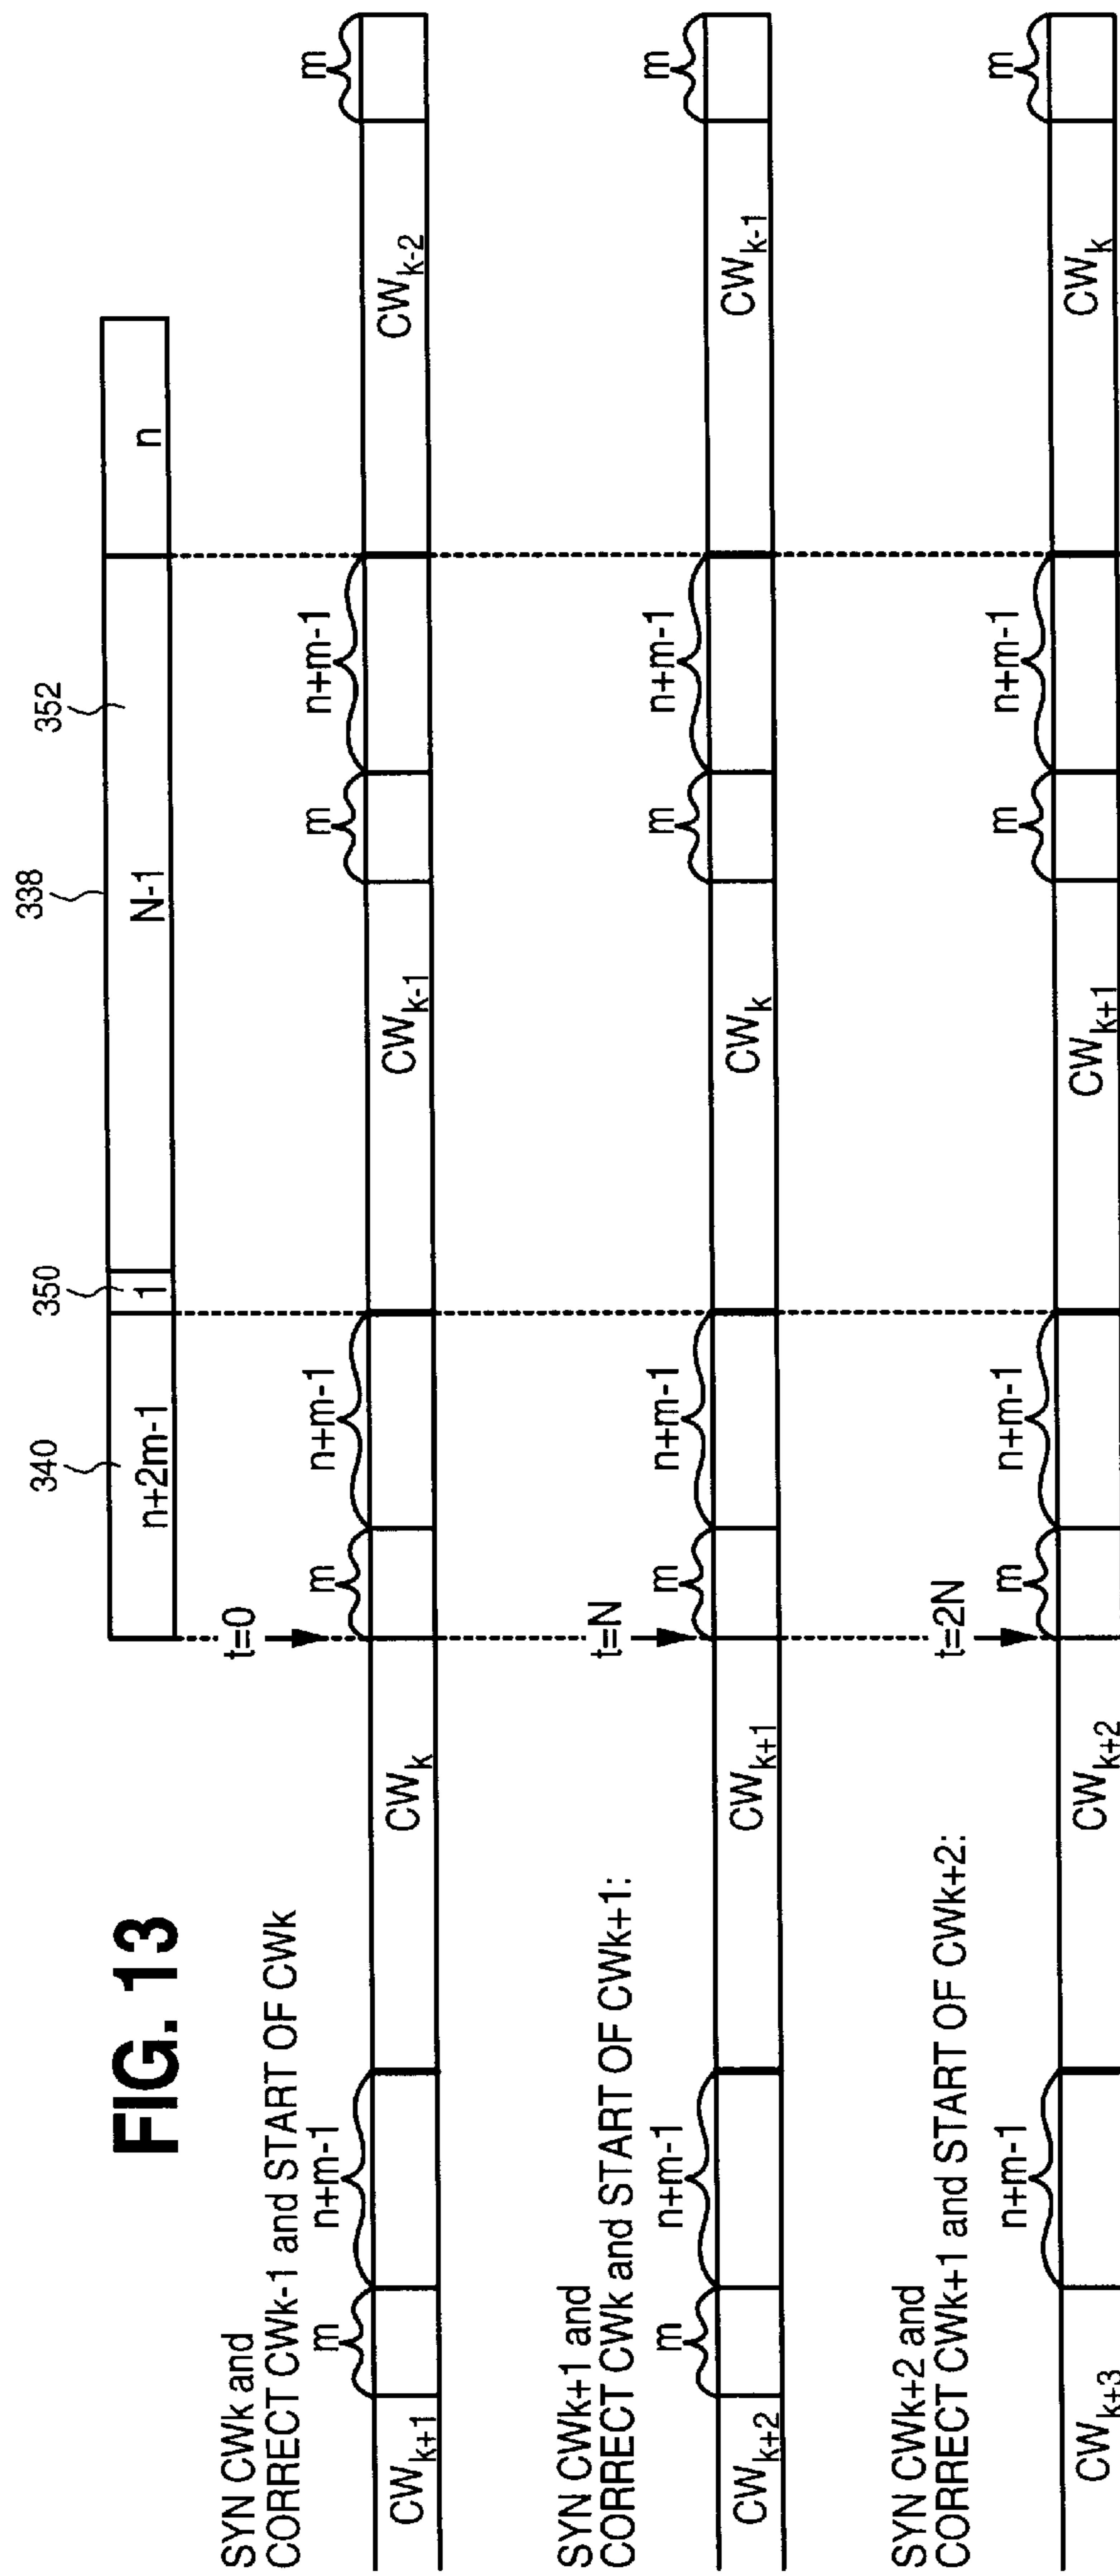 FIG. 13
340
350
338
352
n+2m-1
1
N-1
n
SYN CWk and
CORRECT CWk-1 and START OF CWk
t=0
m
n+m-1
m
n+m-1
m
n+m-1
m
CWk+1
CWk
CWk-1
CWk-2
SYN CWk+1 and
CORRECT CWk and START OF CWk+1:
t=N
m
n+m-1
m
n+m-1
m
n+m-1
m
CWk+2
CWk+1
CWk
CWk-1
SYN CWk+2 and
CORRECT CWk+1 and START OF CWk+2:
t=2N
n+m-1
m
n+m-1
m
n+m-1
m
CWk+3
CWk+2
CWk+1
CWk